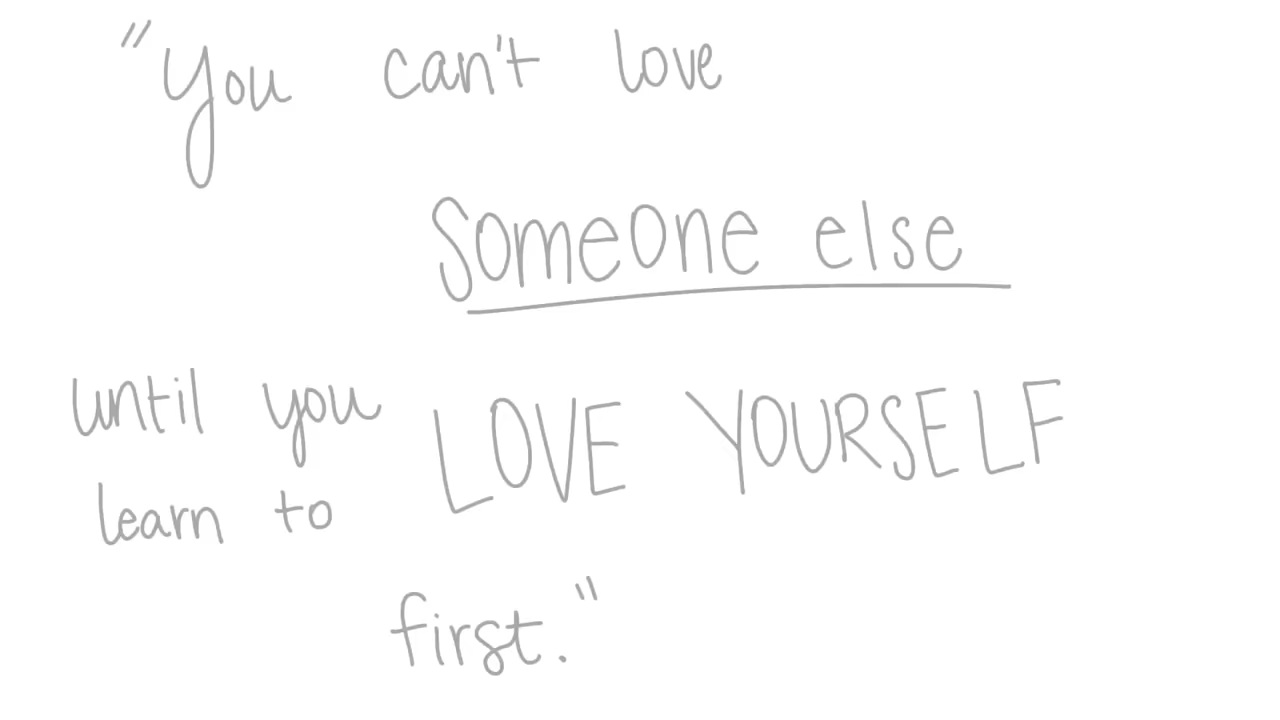 "You can't love
Someone else
until you
learn to
LOVE YOURSELF
first."